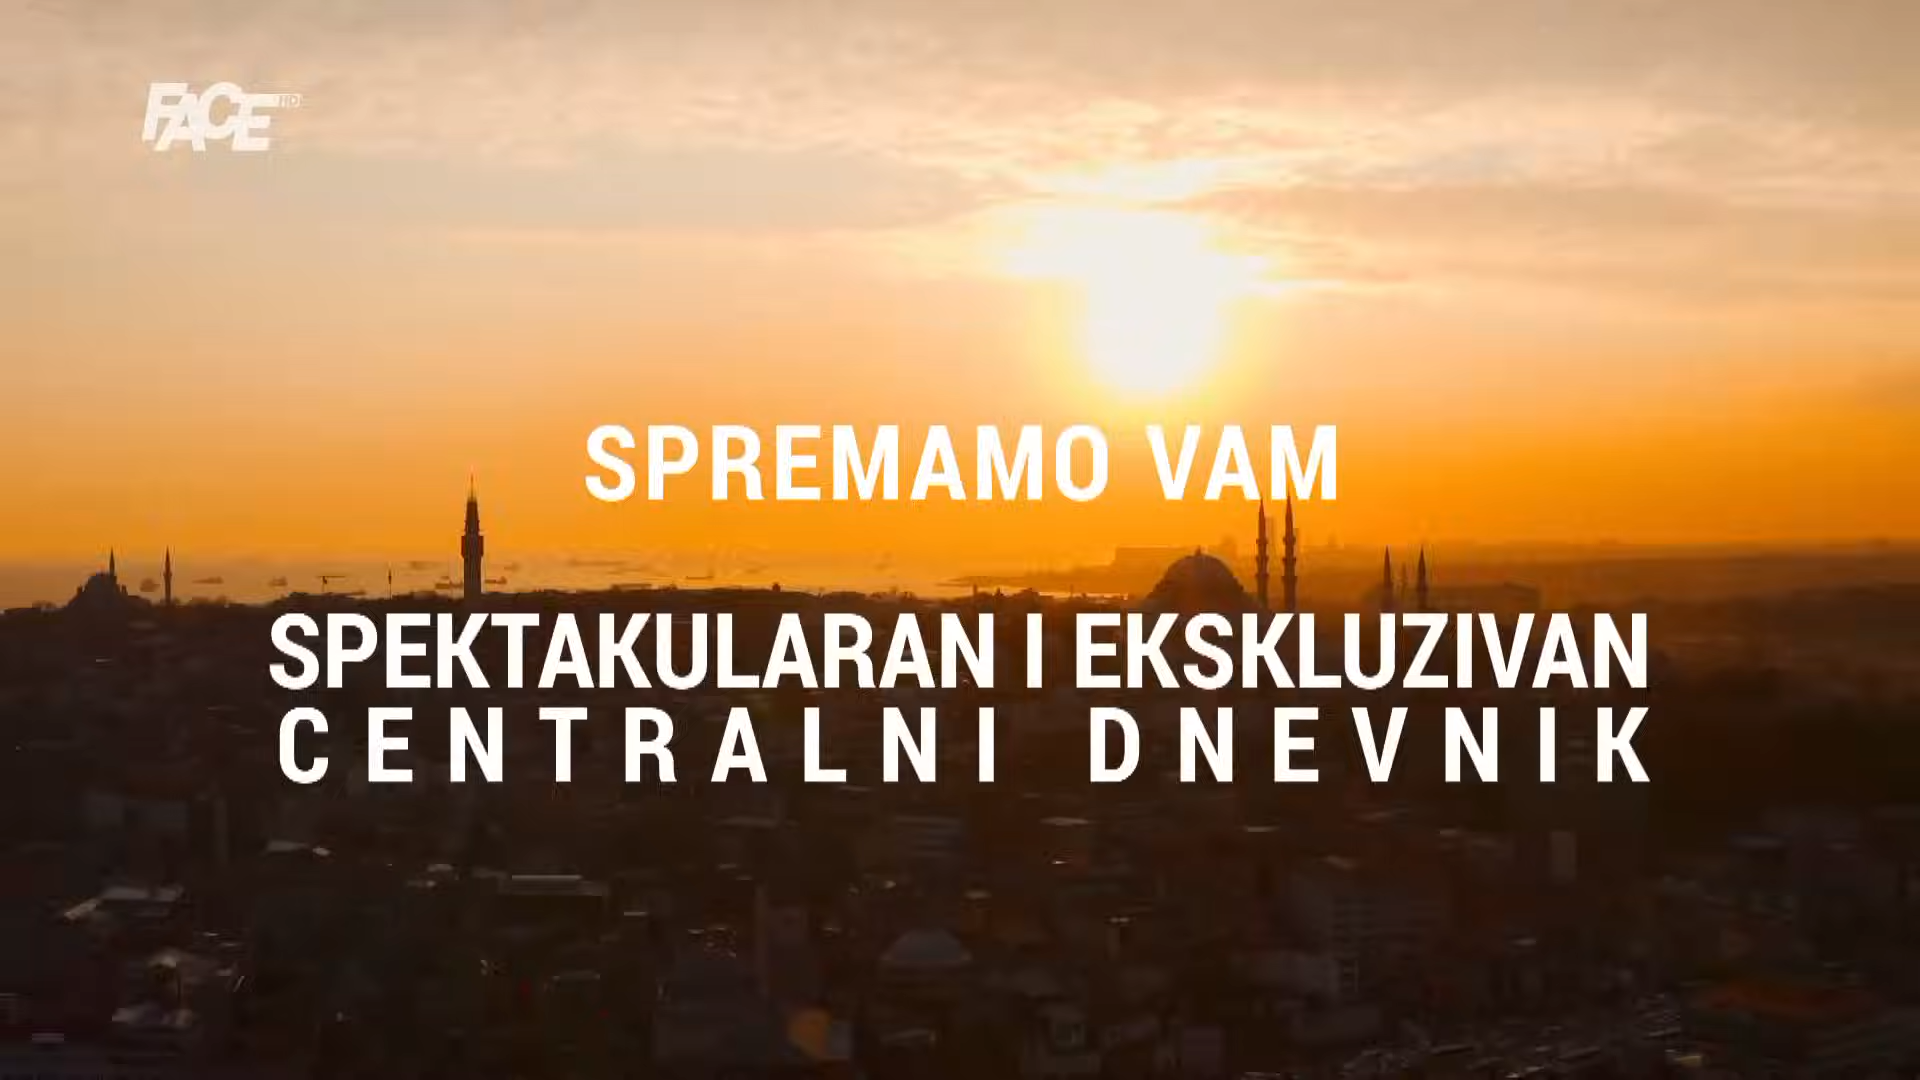 FACE HD
SPREMAMO VAM
SPEKTAKULARAN I EKSKLUZIVAN
CENTRALNI DNEVNIK